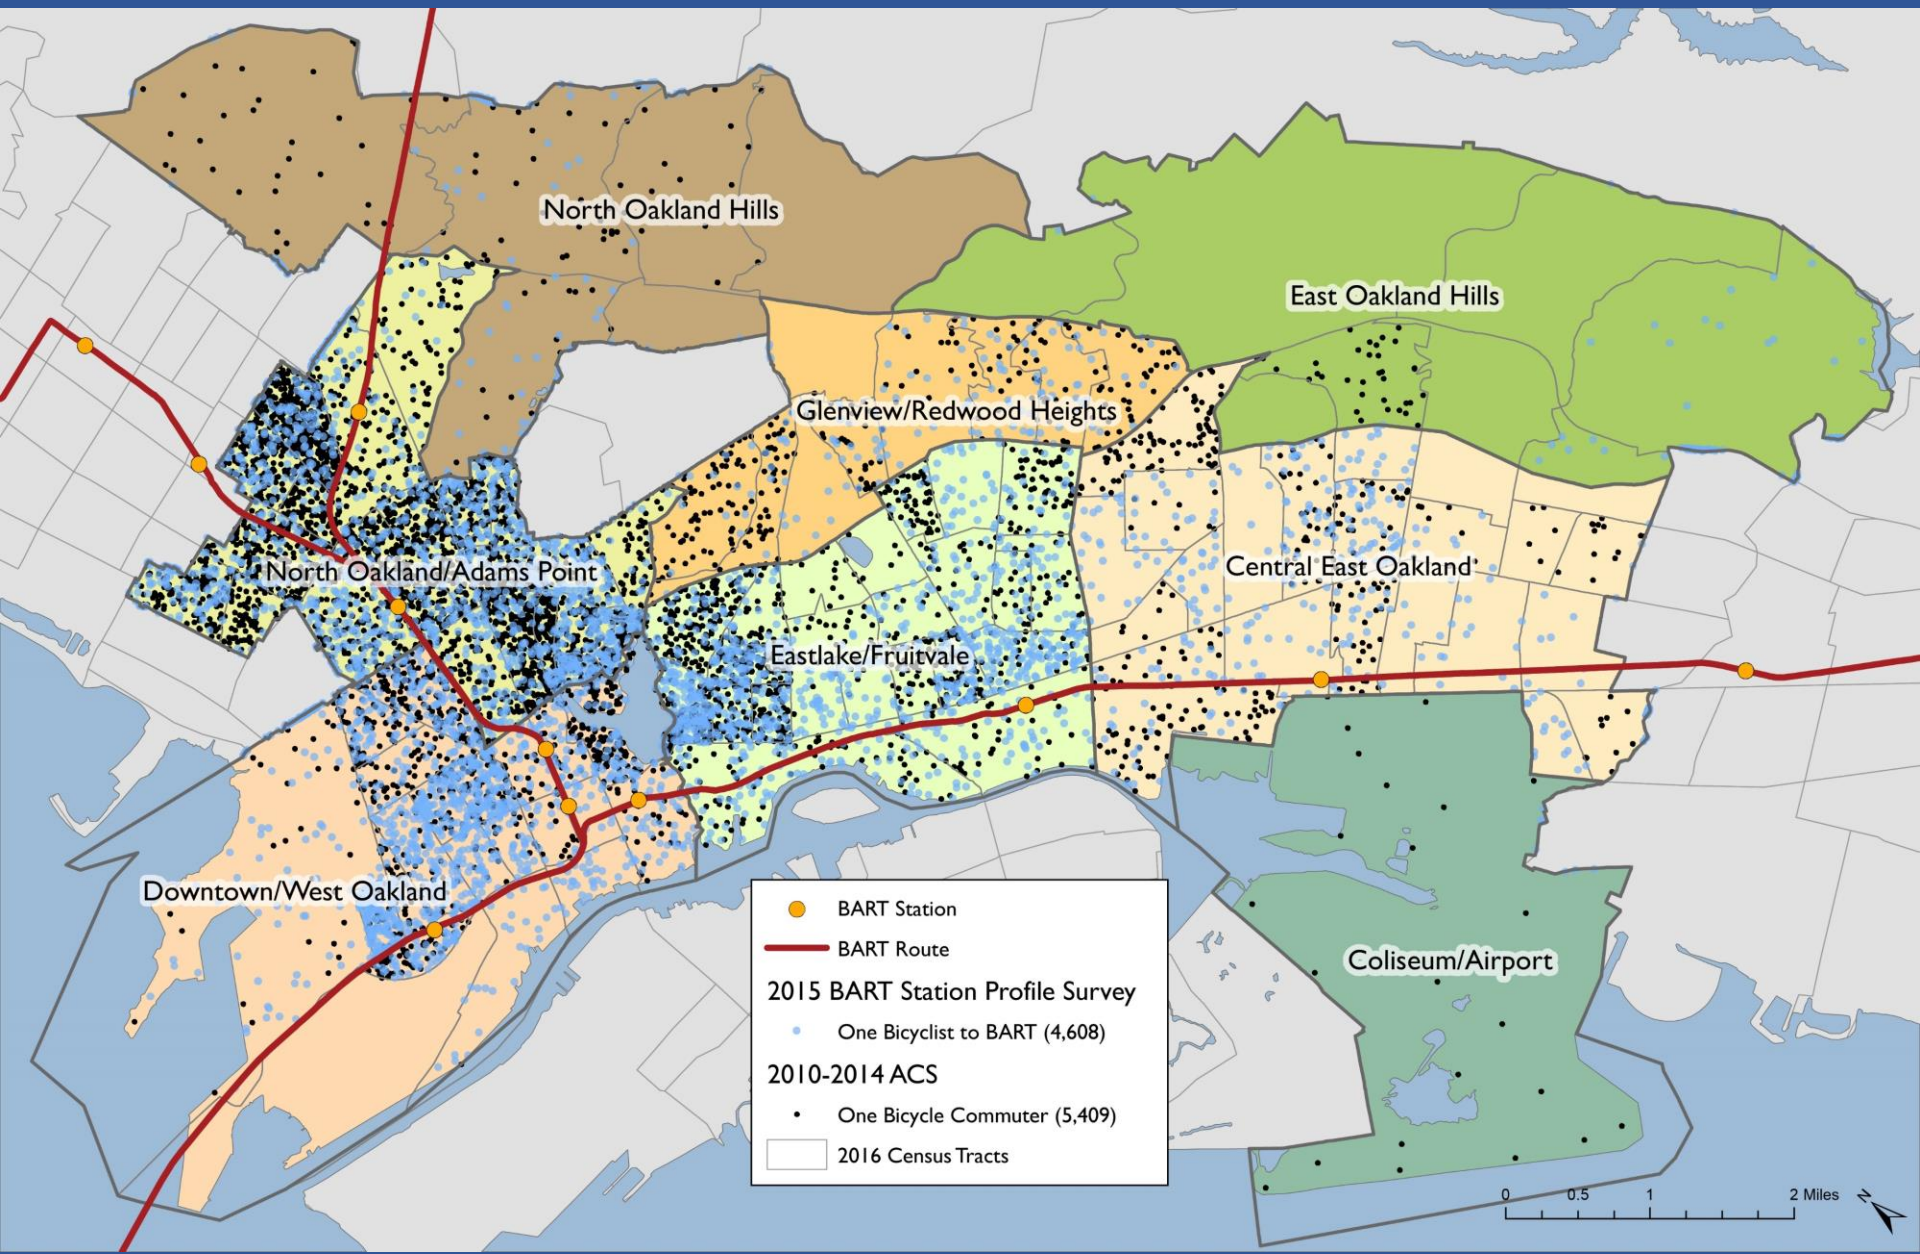 North Oakland Hills
East Oakland Hills
Glenview/Redwood Heights
North Oakland/Adams Point
Central East Oakland
Eastlake/Fruitvale
Downtown/West Oakland
Coliseum/Airport
BART Station
BART Route
2015 BART Station Profile Survey
One Bicyclist to BART (4,608)
2010-2014 ACS
One Bicycle Commuter (5,409)
2016 Census Tracts
0 0.5 1 2 Miles
N